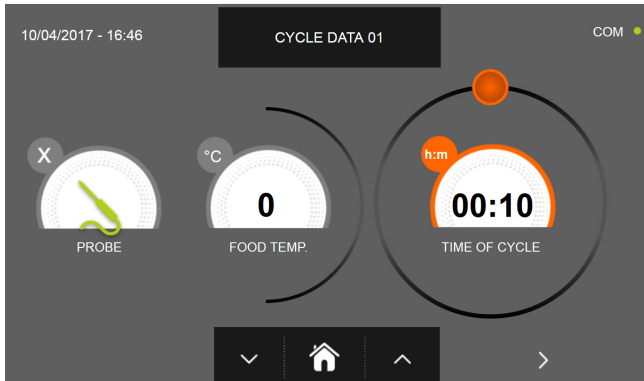 10/04/2017 - 16:46
CYCLE DATA 01
COM
X
°C
h:m
0
00:10
PROBE
FOOD TEMP.
TIME OF CYCLE